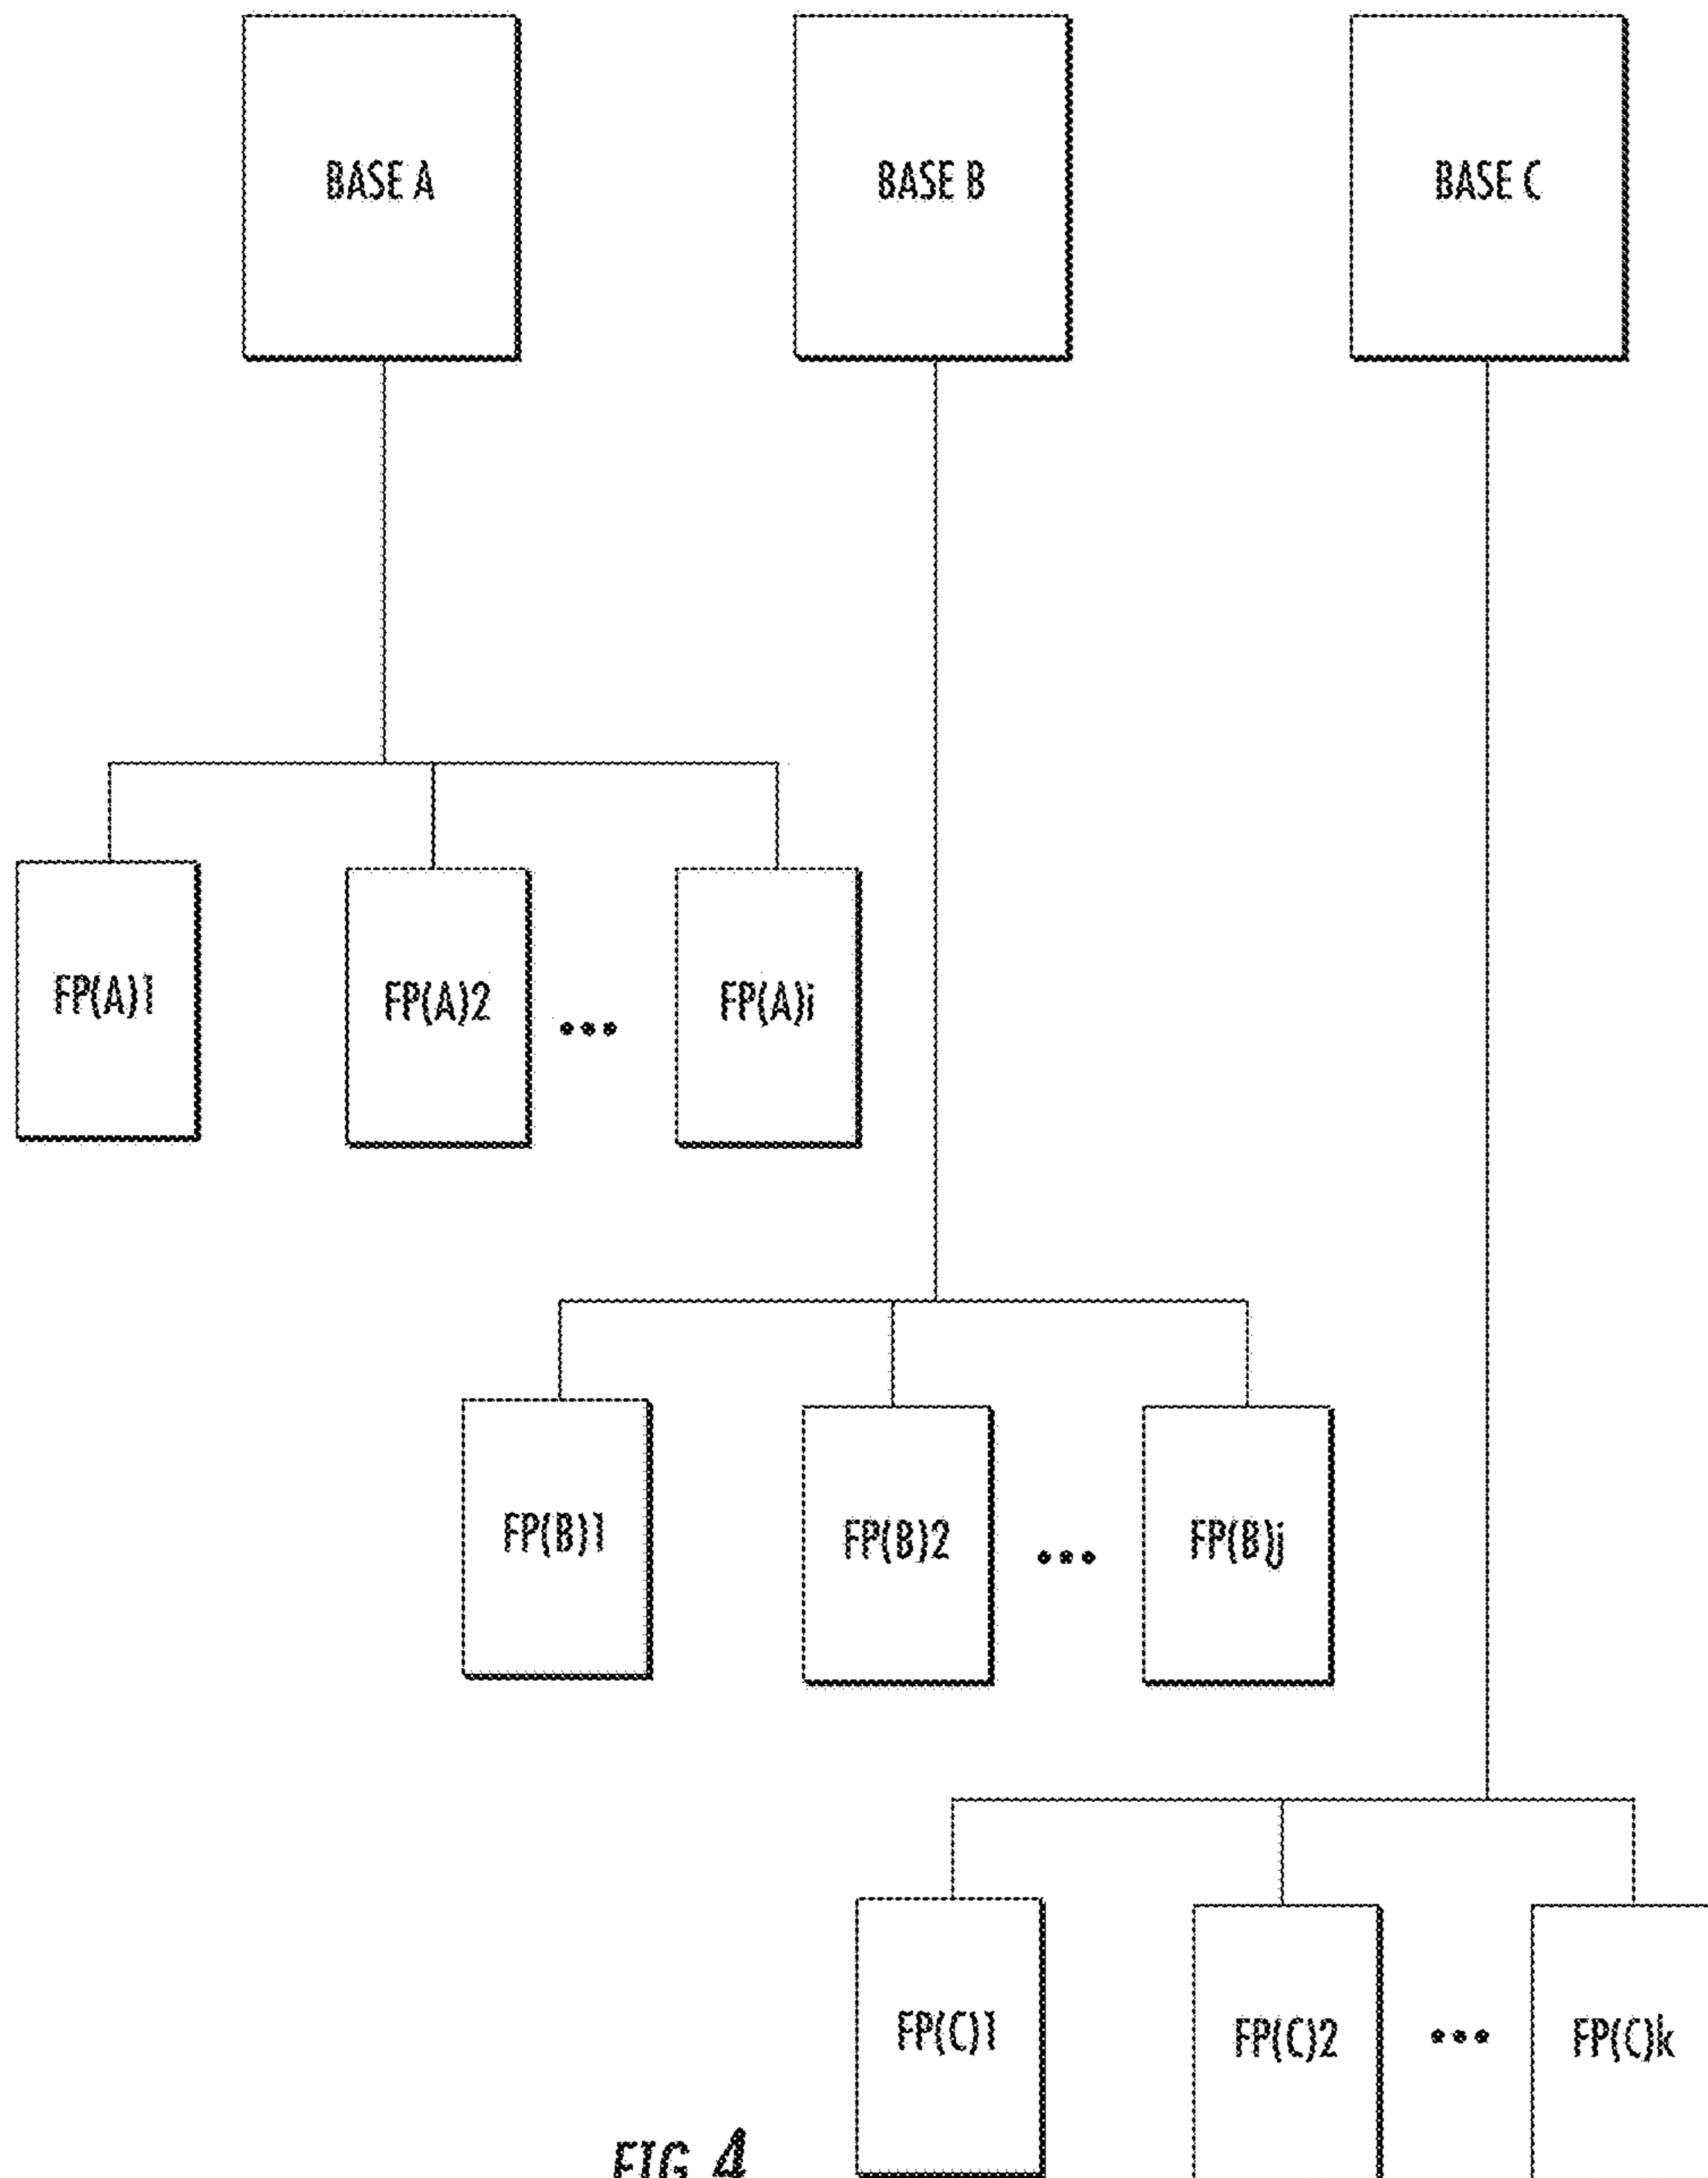 BASE A
BASE B
BASE C
FP(A)1
FP(A)2
•••
FP(A)i
FP(B)1
FP(B)2
•••
FP(B)j
FP(C)1
FP(C)2
•••
FP(C)k
FIG. 4